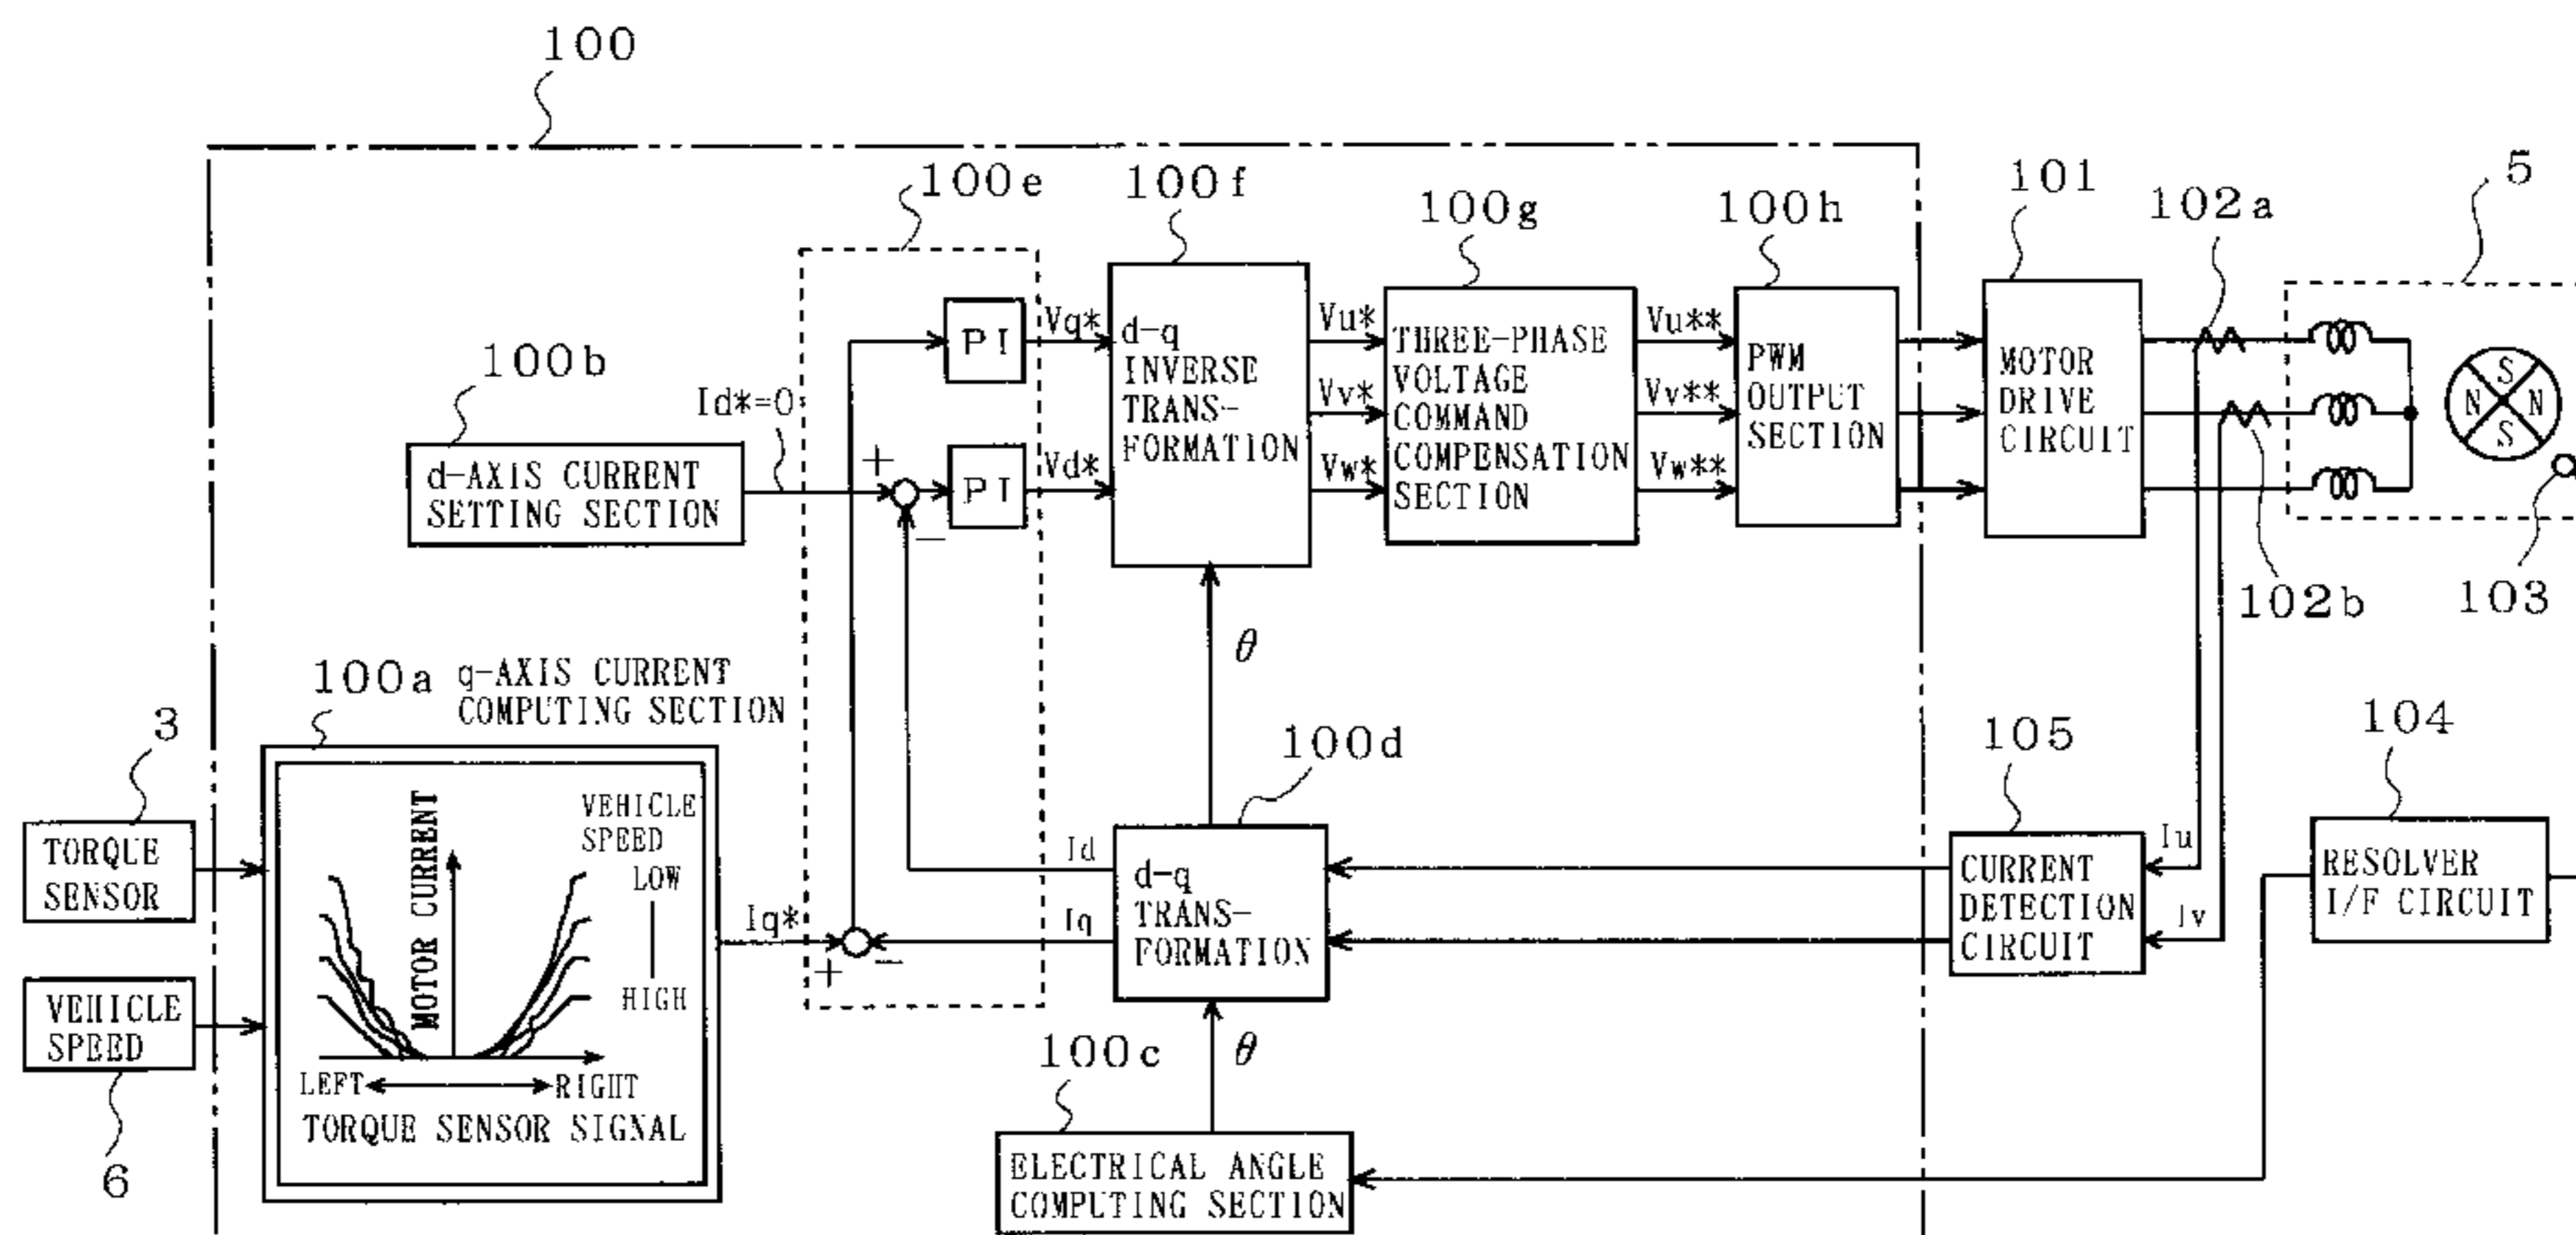 100
100e
100f
100g
100h
101
102a
5
100b
Id*=0
d-AXIS CURRENT
SETTING SECTION
+
−
PI
PI
Vq*
Vd*
d-q
INVERSE
TRANS-
FORMATION
Vu*
Vv*
Vw*
THREE-PHASE
VOLTAGE
COMMAND
COMPENSATION
SECTION
Vu**
Vv**
Vw**
PWM
OUTPUT
SECTION
MOTOR
DRIVE
CIRCUIT
S
N N
S
102b
103
θ
100a
q-AXIS CURRENT
COMPUTING SECTION
3
TORQUE
SENSOR
VEHICLE
SPEED
6
MOTOR CURRENT
VEHICLE
SPEED
LOW
HIGH
LEFT
RIGHT
TORQUE SENSOR SIGNAL
Iq*
+
−
Id
Iq
100d
d-q
TRANS-
FORMATION
105
CURRENT
DETECTION
CIRCUIT
Iu
Iv
104
RESOLVER
I/F CIRCUIT
100c
θ
ELECTRICAL ANGLE
COMPUTING SECTION